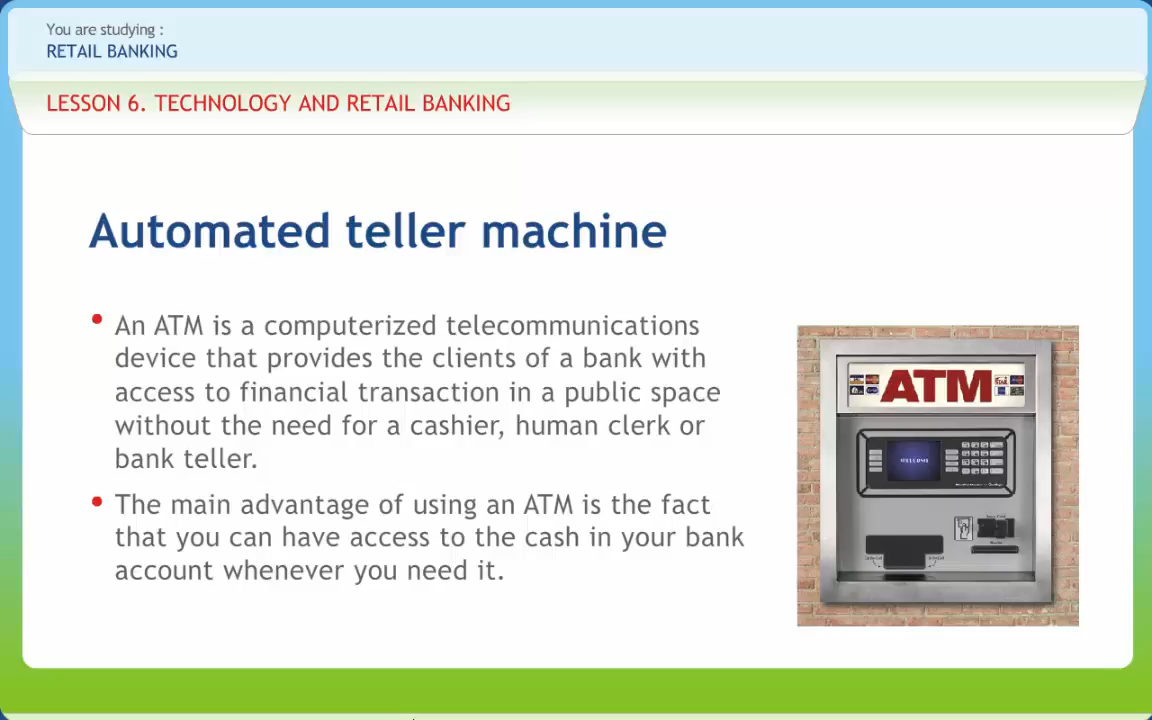 You are studying :
RETAIL BANKING
LESSON 6. TECHNOLOGY AND RETAIL BANKING
Automated teller machine
• An ATM is a computerized telecommunications
device that provides the clients of a bank with
access to financial transaction in a public space
without the need for a cashier, human clerk or
bank teller.
• The main advantage of using an ATM is the fact
that you can have access to the cash in your bank
account whenever you need it.
ATM
WELCOME